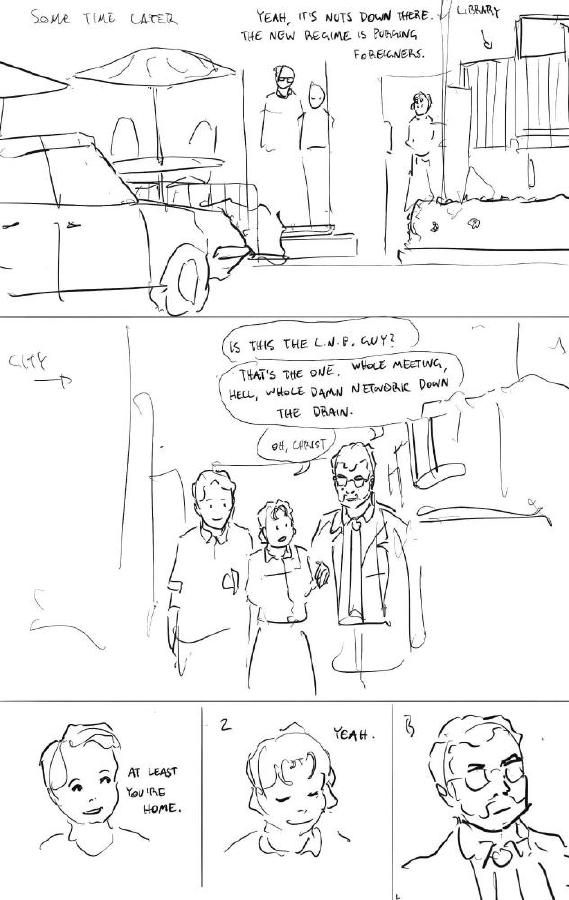 SOME TIME LATER
YEAH, IT'S NUTS DOWN THERE.
THE NEW REGIME IS PURGING
FOREIGNERS.
LIBRARY
CITY
IS THIS THE L.N.P. GUY?
THAT'S THE ONE. WHOLE MEETING,
HELL, WHOLE DAMN NETWORK DOWN
THE DRAIN.
OH, CHRIST
AT LEAST
YOU'RE
HOME.
2
YEAH.
3